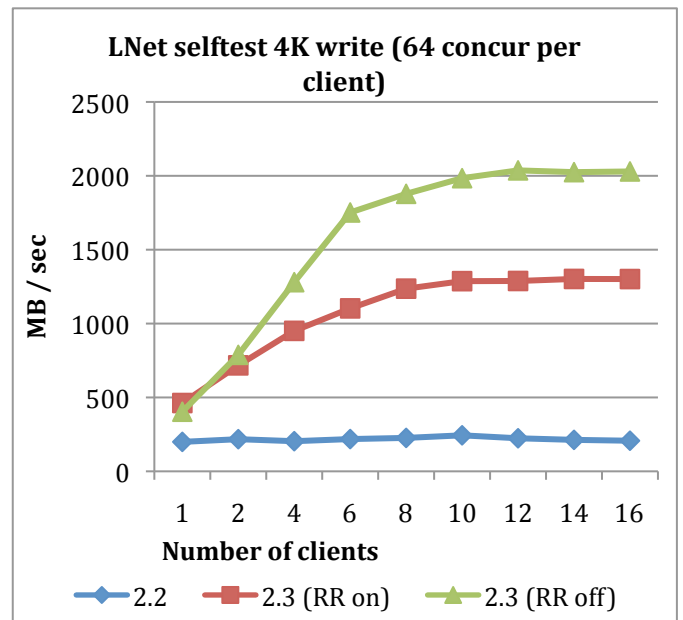 LNet selftest 4K write (64 concur per
client)
2500
2000
1500
1000
500
0
MB / sec
1 2 4 6 8 10 12 14 16
Number of clients
2.2 2.3 (RR on) 2.3 (RR off)